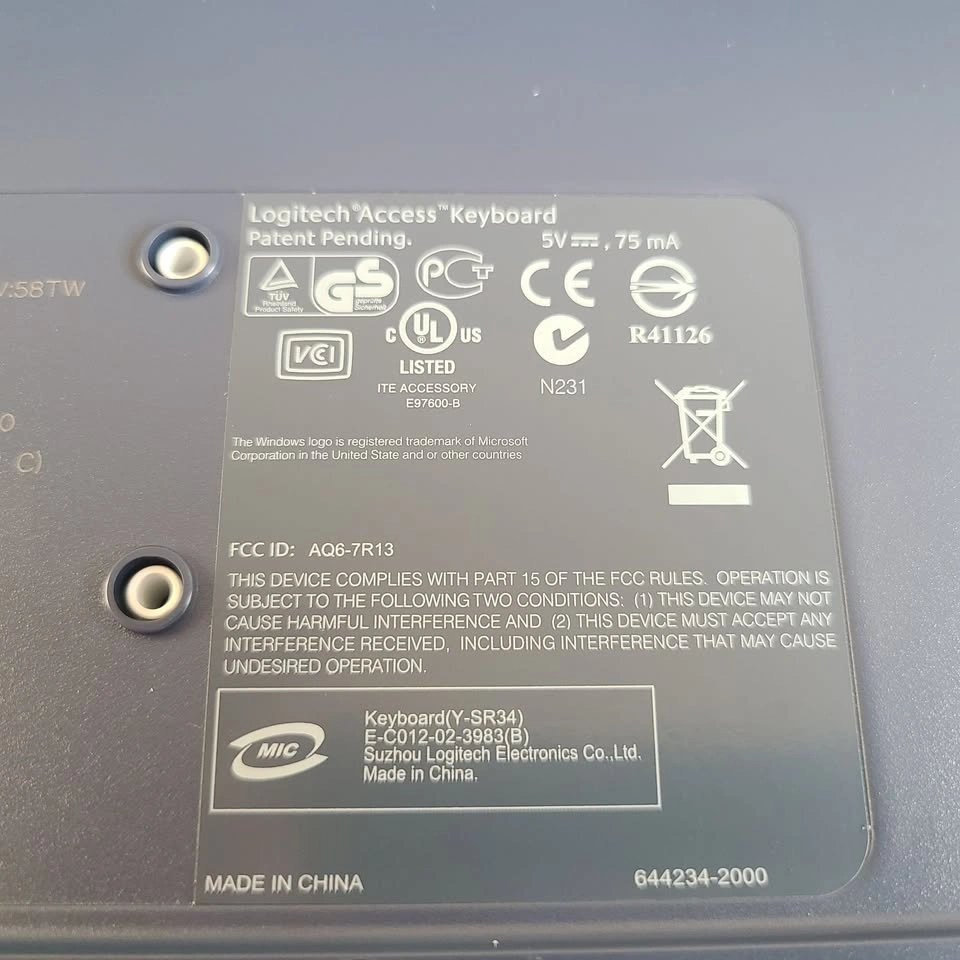 Logitech® Access™ Keyboard
Patent Pending.
5V⎓, 75 mA
TÜV
Rheinland
Product Safety
GS
geprüfte
Sicherheit
PCT
CE
R41126
VCI
C UL US
®
LISTED
ITE ACCESSORY
E97600-B
N231
:58TW
0
C)
The Windows logo is registered trademark of Microsoft
Corporation in the United State and or other countries
FCC ID: AQ6-7R13
THIS DEVICE COMPLIES WITH PART 15 OF THE FCC RULES. OPERATION IS
SUBJECT TO THE FOLLOWING TWO CONDITIONS: (1) THIS DEVICE MAY NOT
CAUSE HARMFUL INTERFERENCE AND (2) THIS DEVICE MUST ACCEPT ANY
INTERFERENCE RECEIVED, INCLUDING INTERFERENCE THAT MAY CAUSE
UNDESIRED OPERATION.
MIC
Keyboard(Y-SR34)
E-C012-02-3983(B)
Suzhou Logitech Electronics Co.,Ltd.
Made in China.
MADE IN CHINA
644234-2000